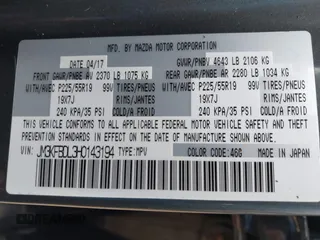 MFD. BY MAZDA MOTOR CORPORATION
DATE 04/17 GVWR/PNBV 4643 LB 2106 KG
FRONT GAWR/PNBE AV 2370 LB 1075 KG REAR GAWR/PNBE AR 2280 LB 1034 KG
WITH/AVEC P225/55R19 99V TIRES/PNEUS WITH/AVEC P225/55R19 99V TIRES/PNEUS
19X7J RIMS/JANTES 19X7J RIMS/JANTES
240 KPA/35 PSI COLD/A FROID 240 KPA/35 PSI COLD/A FROID
THIS VEHICLE CONFORMS TO ALL APPLICABLE FEDERAL MOTOR VEHICLE SAFETY,
THEFT PREVENTION AND BUMPER STANDARDS IN EFFECT ON THE DATE OF
MANUFACTURE SHOWN ABOVE.
VIN: JM3KFBDL3H0143194 TYPE: MPV COLOR CODE: 46G MADE IN JAPAN